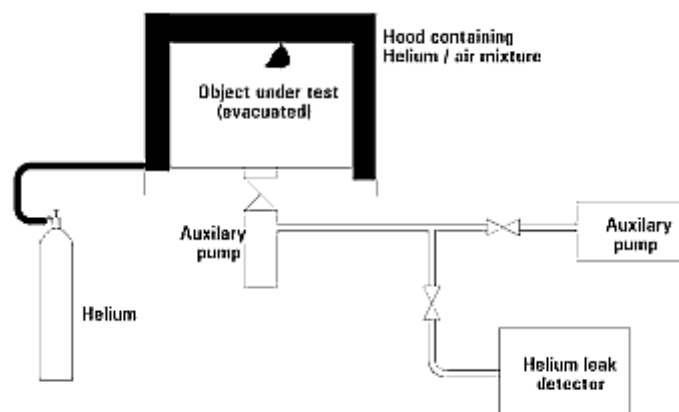 Hood containing
Helium / air mixture
Object under test
(evacuated)
Auxilary
pump
Auxilary
pump
Helium
Helium leak
detector